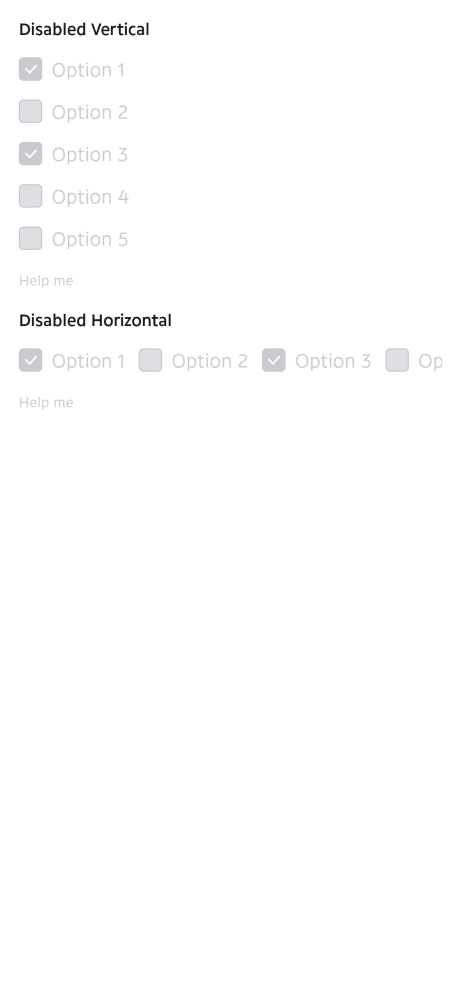 Disabled Vertical
Option 1
Option 2
Option 3
Option 4
Option 5
Help me
Disabled Horizontal
Option 1 Option 2 Option 3 Op
Help me